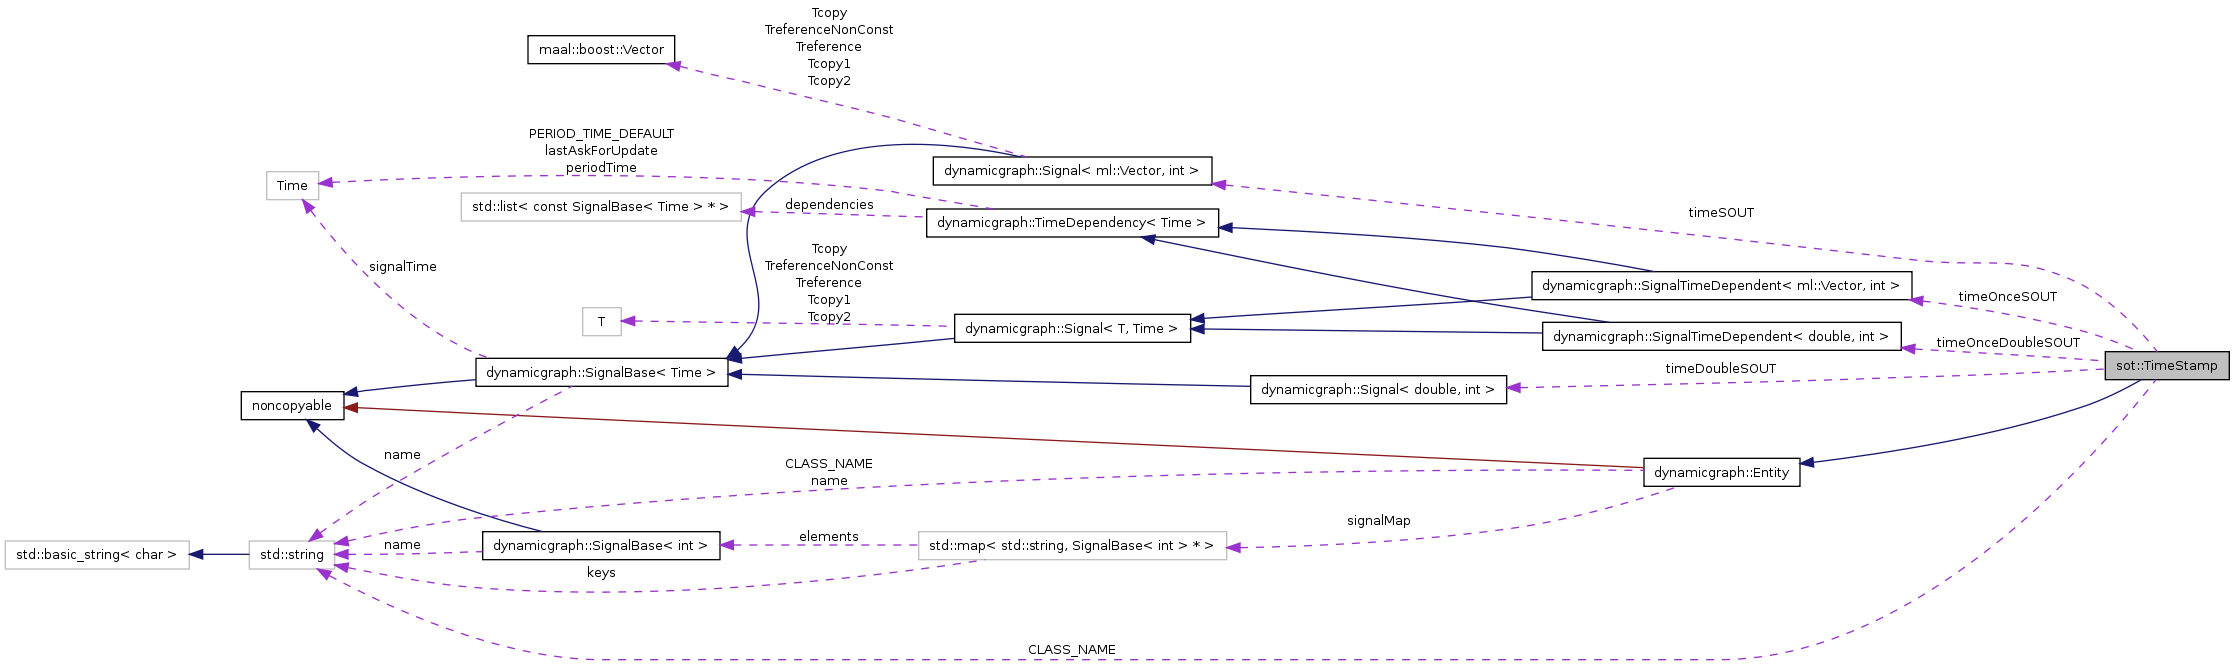 Tcopy
TreferenceNonConst
Treference
Tcopy1
Tcopy2
maal::boost::Vector
PERIOD_TIME_DEFAULT
lastAskForUpdate
periodTime
dynamicgraph::Signal< ml::Vector, int >
Time
std::list< const SignalBase< Time > * >
dependencies
timeSOUT
dynamicgraph::TimeDependency< Time >
signalTime
Tcopy
TreferenceNonConst
Treference
Tcopy1
Tcopy2
dynamicgraph::SignalTimeDependent< ml::Vector, int >
timeOnceSOUT
T
dynamicgraph::Signal< T, Time >
dynamicgraph::SignalTimeDependent< double, int >
timeOnceDoubleSOUT
sot::TimeStamp
dynamicgraph::SignalBase< Time >
timeDoubleSOUT
dynamicgraph::Signal< double, int >
noncopyable
name
CLASS_NAME
name
dynamicgraph::Entity
signalMap
std::basic_string< char >
std::string
name
dynamicgraph::SignalBase< int >
elements
std::map< std::string, SignalBase< int > * >
keys
CLASS_NAME